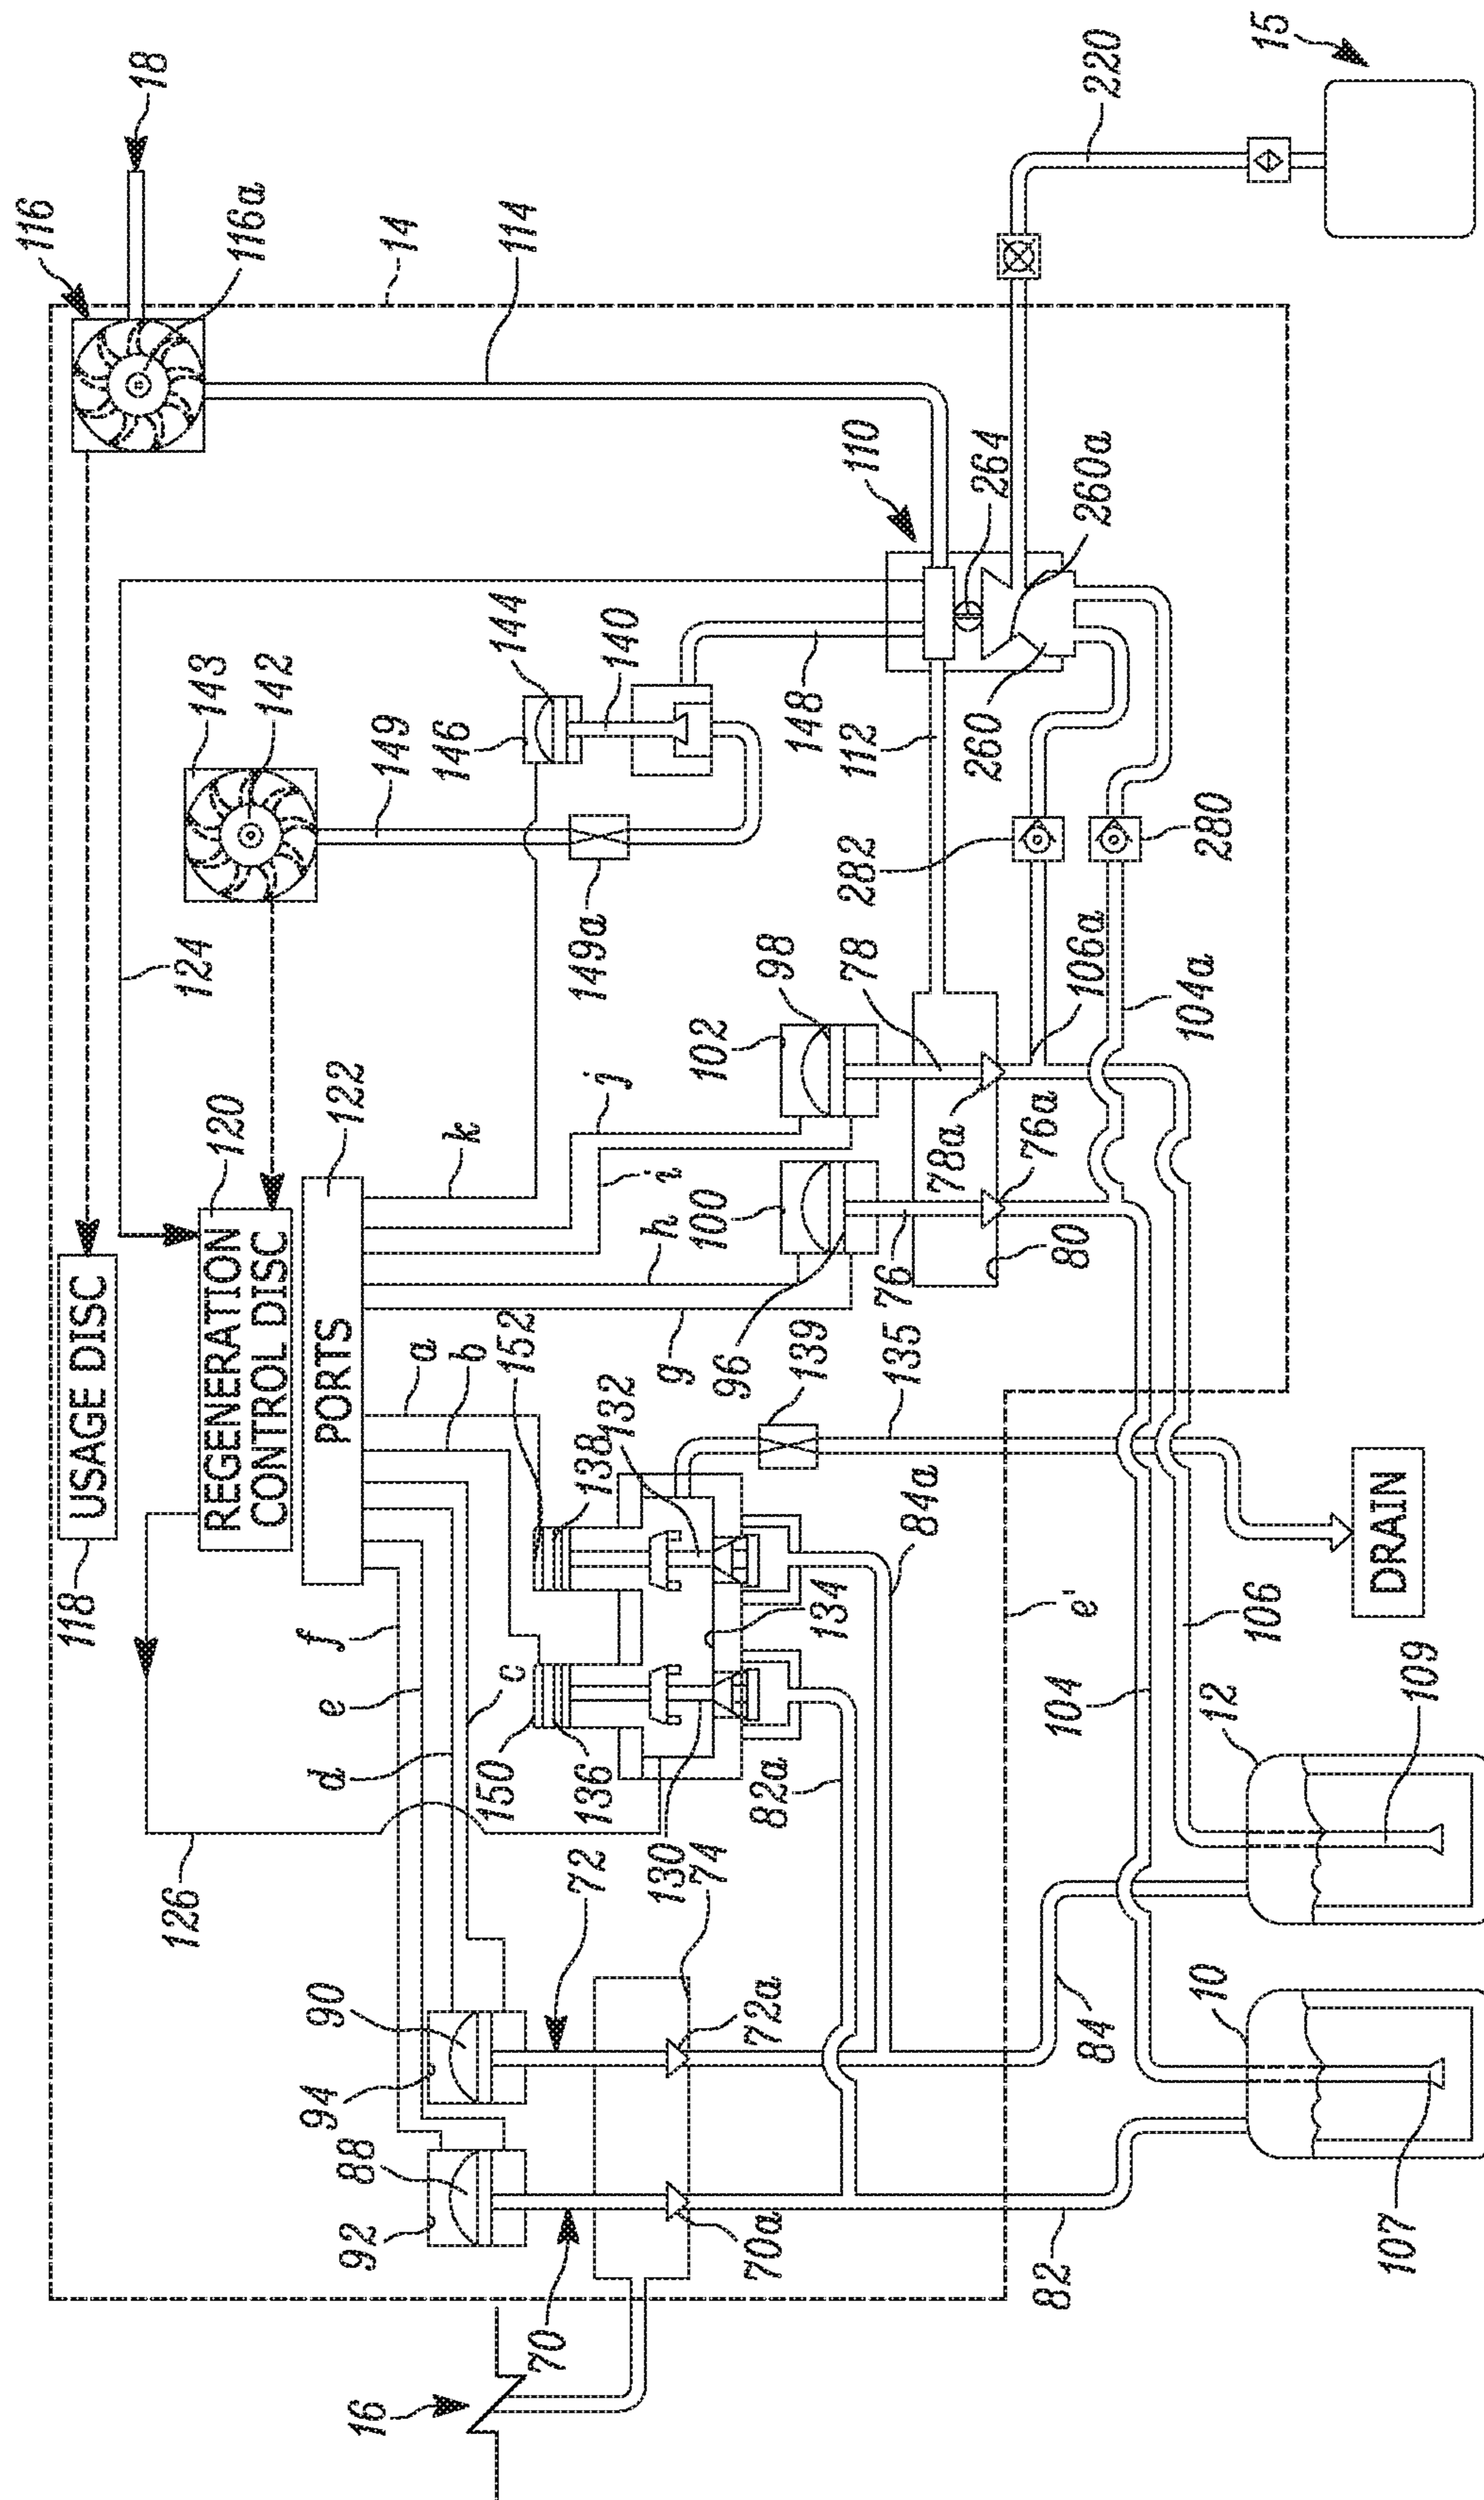 18
116
116a
14
114
15
220
110
264
260a
143
142
149
146
144
140
148
112
260
280
282
106a
104a
149a
124
98
78
102
j
k
i
h
100
78a
76a
80
76
96
g
120
122
USAGE DISC
REGENERATION
CONTROL DISC
PORTS
118
a
b
152
138
132
139
135
84a
134
e'
DRAIN
106
104
12
109
f
e
d
c
150
136
82a
130
74
126
72
90
94
72a
84
10
88
92
70a
70
82
107
16